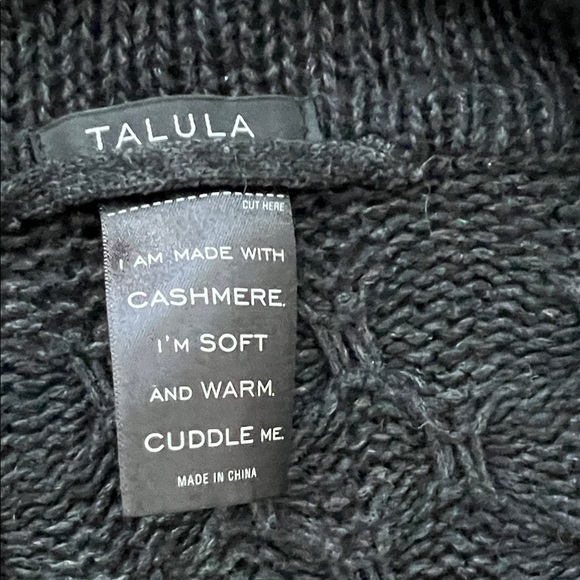 TALULA
CUT HERE
I AM MADE WITH
CASHMERE.
I'M SOFT
AND WARM.
CUDDLE ME.
MADE IN CHINA